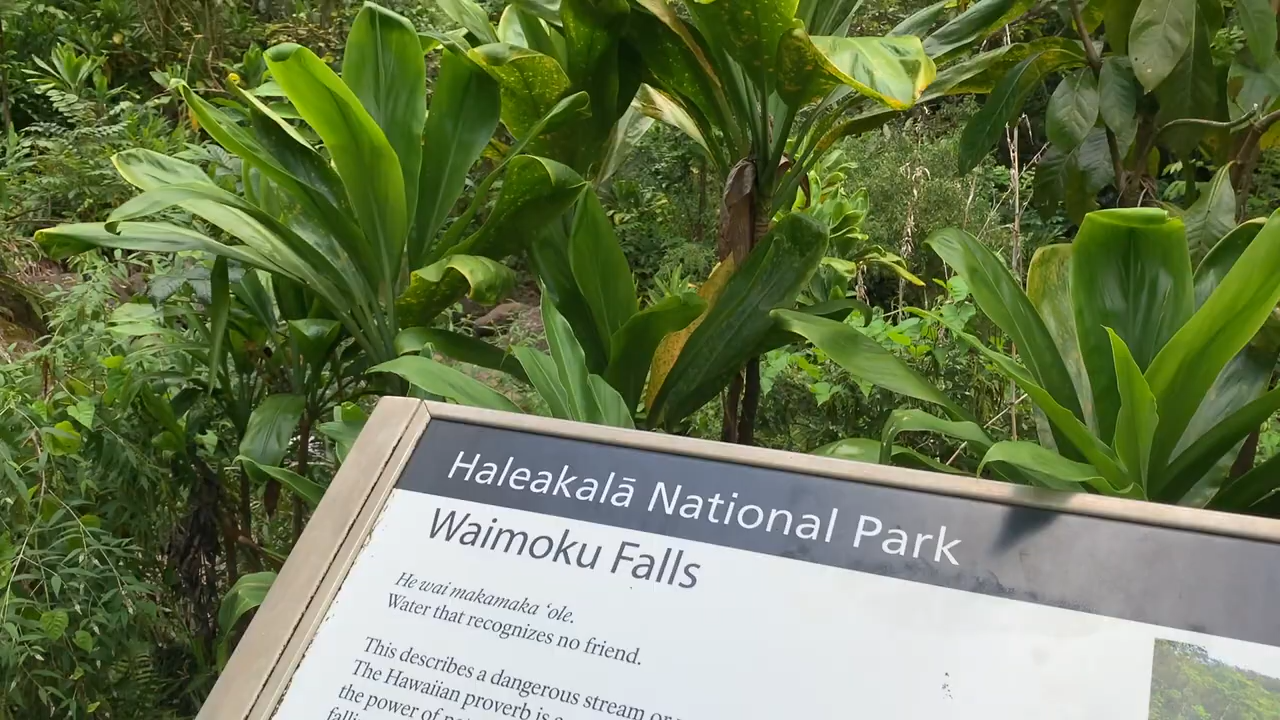 Haleakalā National Park
Waimoku Falls
He wai makamaka ‘ole.
Water that recognizes no friend.
This describes a dangerous stream or
The Hawaiian proverb is a
the power of